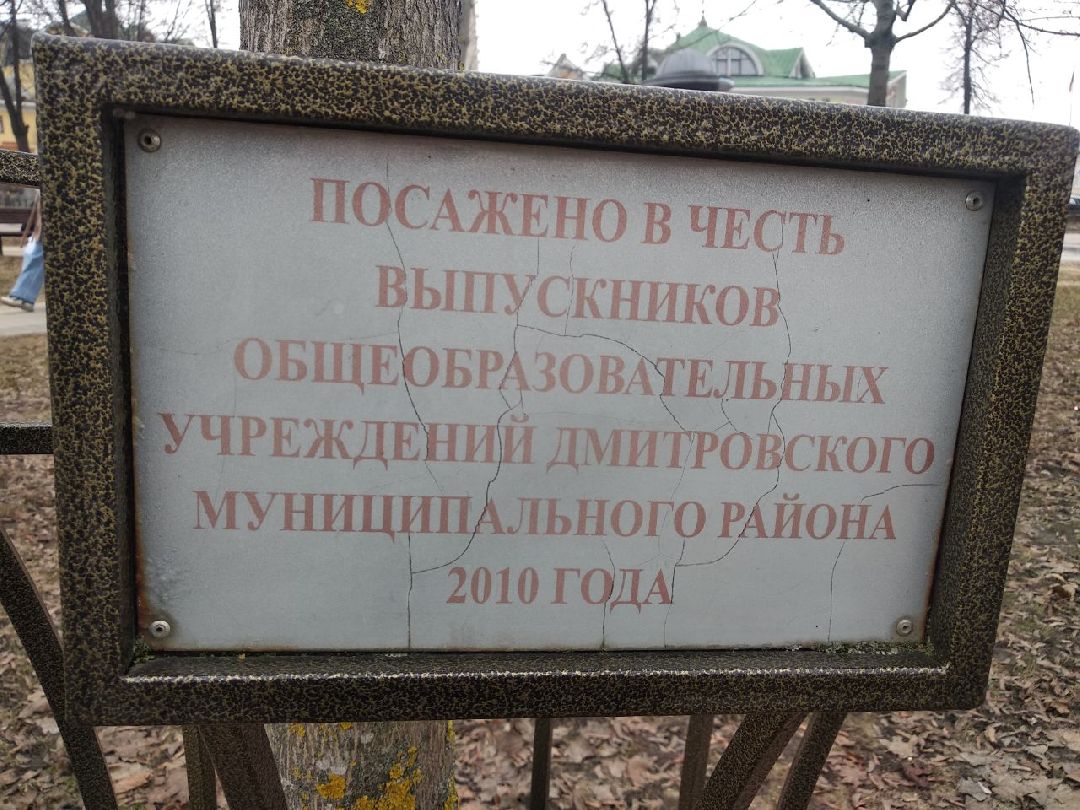 ПОСАЖЕНО В ЧЕСТЬ
ВЫПУСКНИКОВ
ОБЩЕОБРАЗОВАТЕЛЬНЫХ
УЧРЕЖДЕНИЙ ДМИТРОВСКОГО
МУНИЦИПАЛЬНОГО РАЙОНА
2010 ГОДА